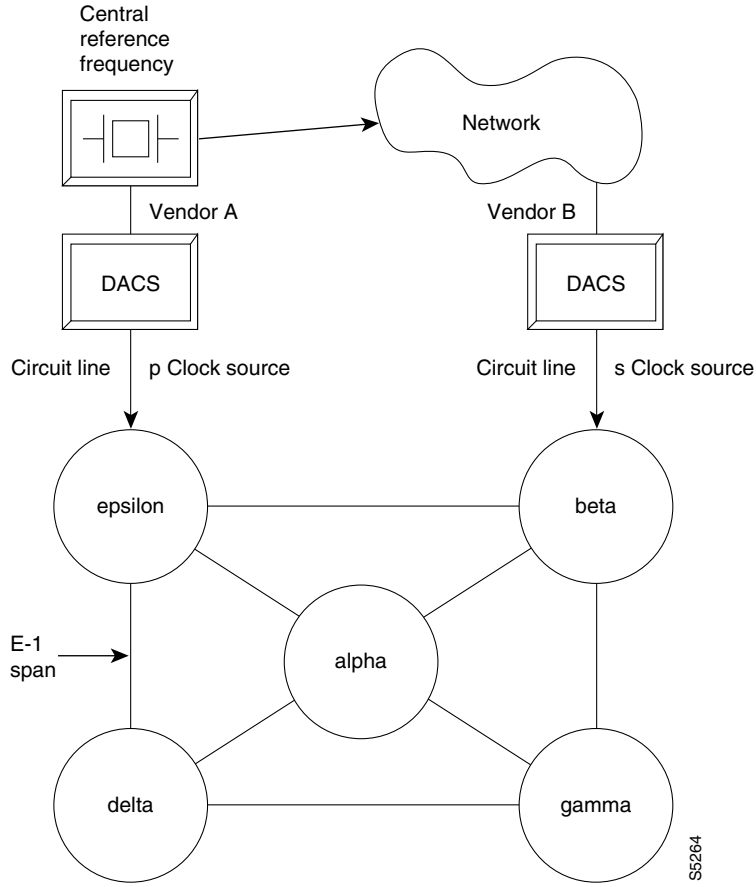 Central
reference
frequency
Network
Vendor A
Vendor B
DACS
DACS
Circuit line
p Clock source
Circuit line
s Clock source
epsilon
beta
E-1
span
alpha
delta
gamma
S5264